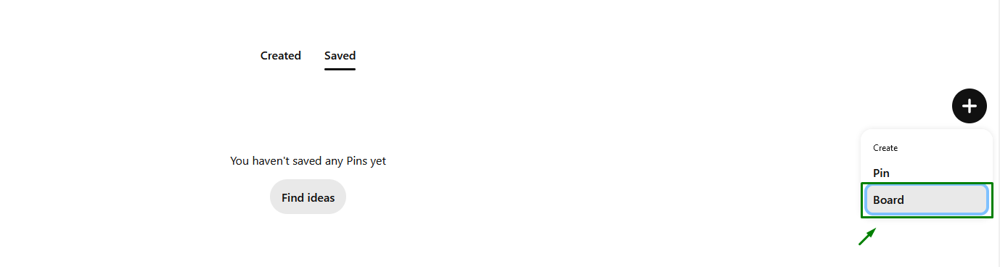 Created Saved
Create
Pin
You haven't saved any Pins yet
Find ideas
Board